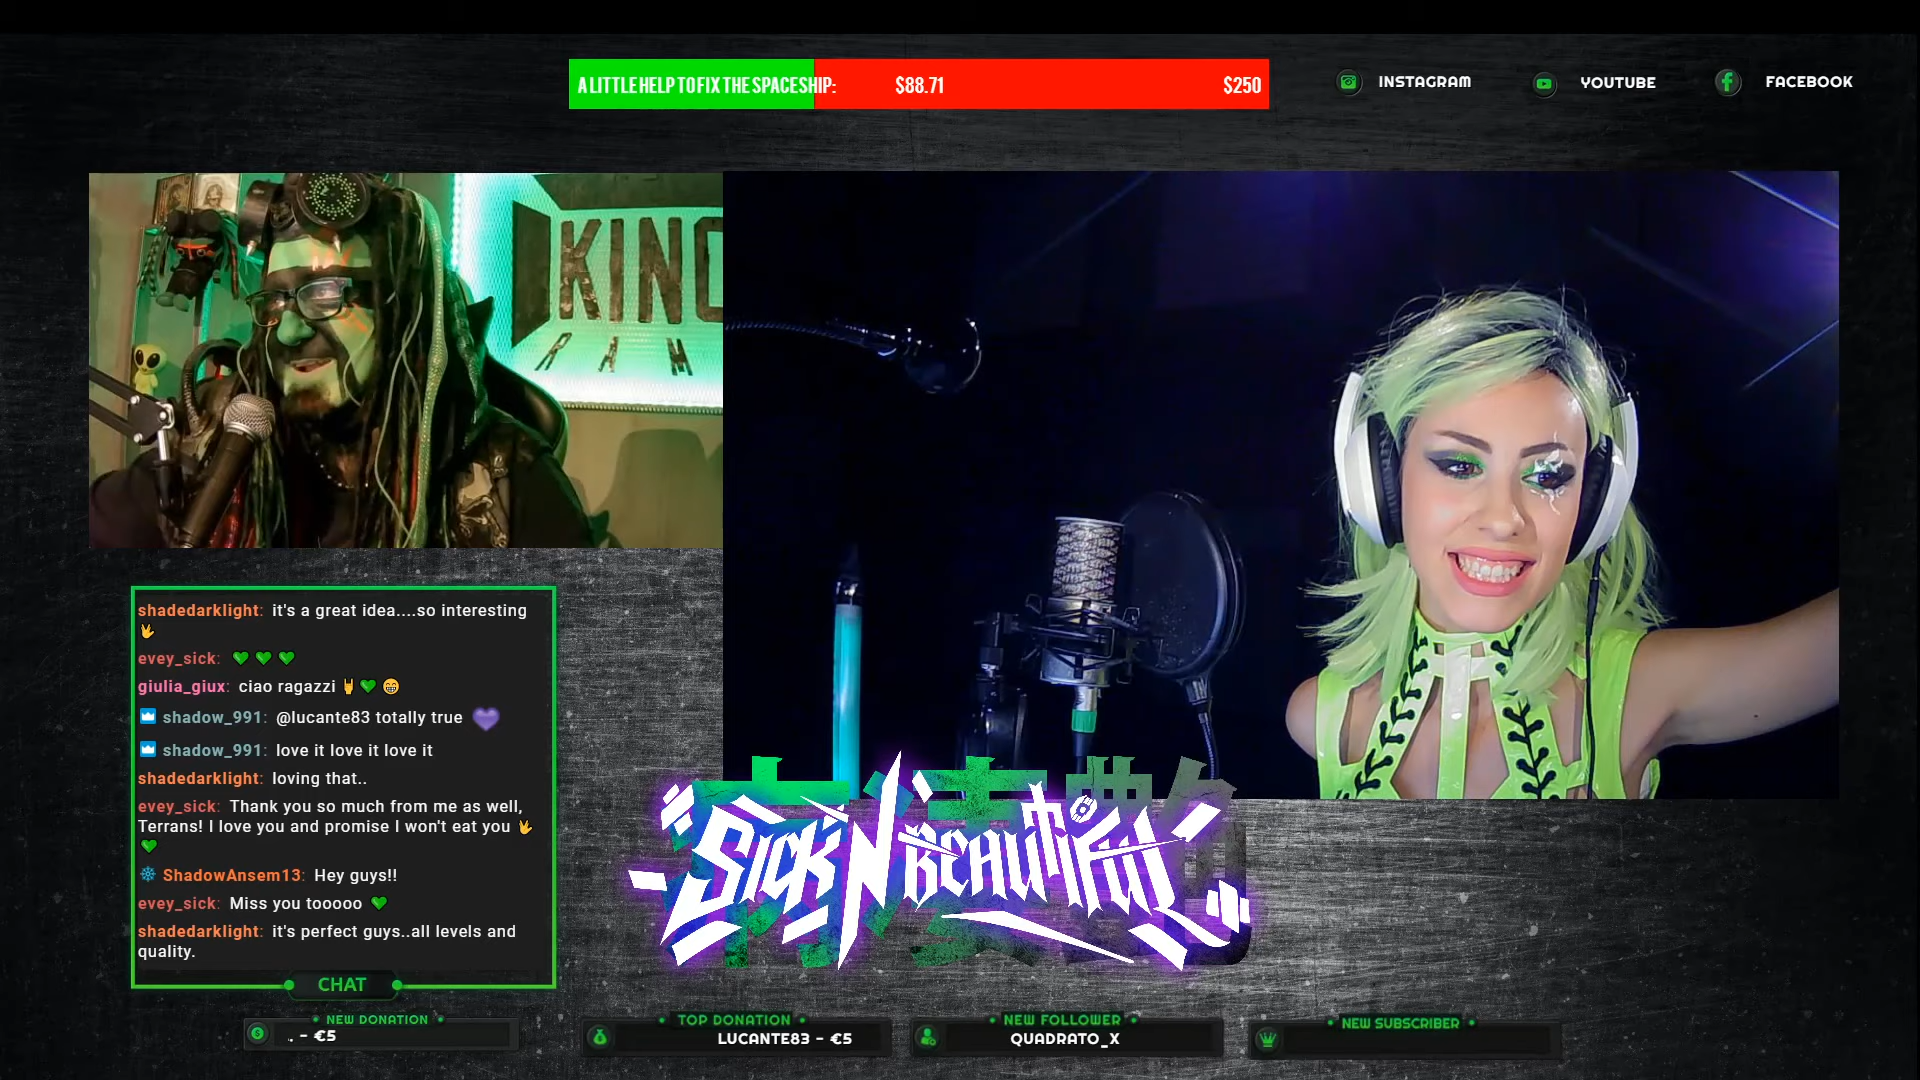 A LITTLE HELP TO FIX THE SPACESHIP: $88.71 $250
INSTAGRAM YOUTUBE FACEBOOK
KING
RAM
shadedarklight: it's a great idea....so interesting 🖖
evey_sick: 💚 💚 💚
giulia_giux: ciao ragazzi 🤘 💚 😁
shadow_991: @lucante83 totally true 💜
shadow_991: love it love it love it
shadedarklight: loving that..
evey_sick: Thank you so much from me as well,
Terrans! I love you and promise I won't eat you 🖖
💚
ShadowAnsem13: Hey guys!!
evey_sick: Miss you tooooo 💚
shadedarklight: it's perfect guys..all levels and
quality.
CHAT
SICK N BEAUTIFUL
NEW DONATION
. - €5
TOP DONATION
LUCANTE83 - €5
NEW FOLLOWER
QUADRATO_X
NEW SUBSCRIBER